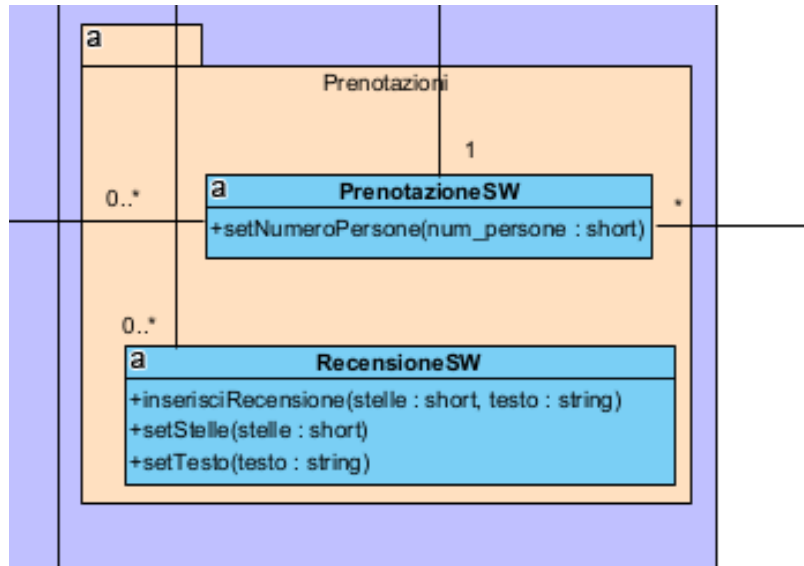 a
Prenotazioni
1
0..*
a
PrenotazioneSW
*
+setNumeroPersone(num_persone : short)
0..*
a
RecensioneSW
+inserisciRecensione(stelle : short, testo : string)
+setStelle(stelle : short)
+setTesto(testo : string)